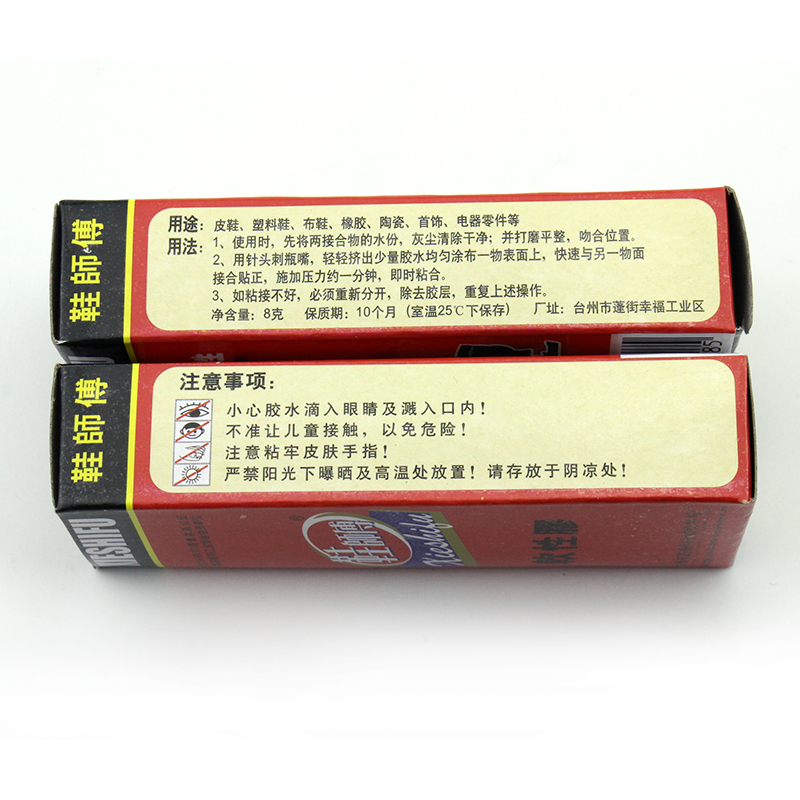 鞋師傅
用途：皮鞋、塑料鞋、布鞋、橡胶、陶瓷、首饰、电器零件等
用法：1、使用时，先将两接合物的水份，灰尘清除干净；并打磨平整，吻合位置。
2、用针头刺瓶嘴，轻轻挤出少量胶水均匀涂布一物表面上，快速与另一物面
接合贴正，施加压力约一分钟，即时粘合。
3、如粘接不好，必须重新分开，除去胶层，重复上述操作。
净含量：8克 保质期：10个月（室温25℃下保存） 厂址：台州市蓬街幸福工业区
85
鞋師傅
注意事项：
小心胶水滴入眼睛及溅入口内！
不准让儿童接触，以免危险！
注意粘牢皮肤手指！
严禁阳光下曝晒及高温处放置！请存放于阴凉处！
鞋師傅
Xieshifu
軟性膠